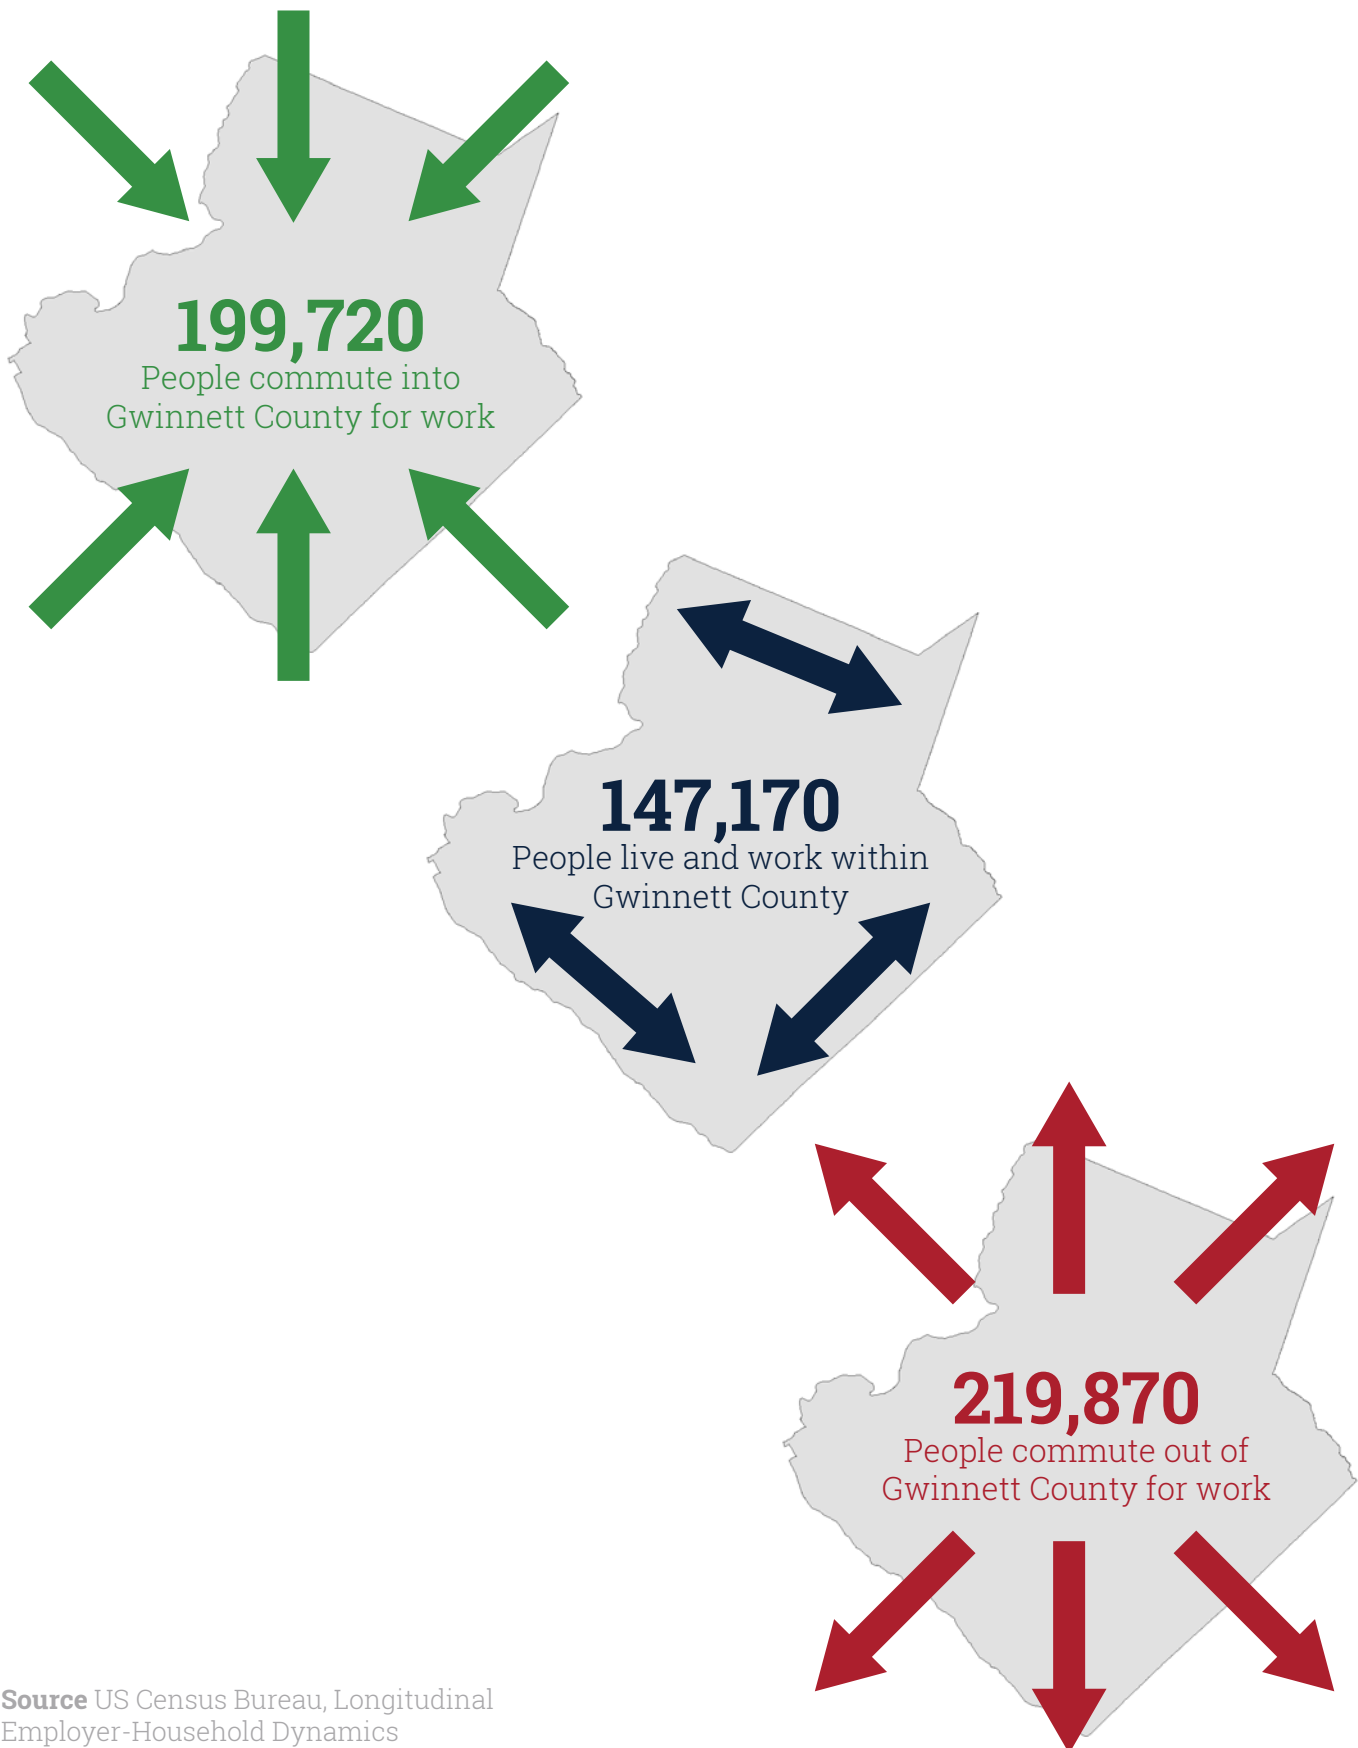 199,720
People commute into
Gwinnett County for work
147,170
People live and work within
Gwinnett County
219,870
People commute out of
Gwinnett County for work
Source US Census Bureau, Longitudinal
Employer-Household Dynamics